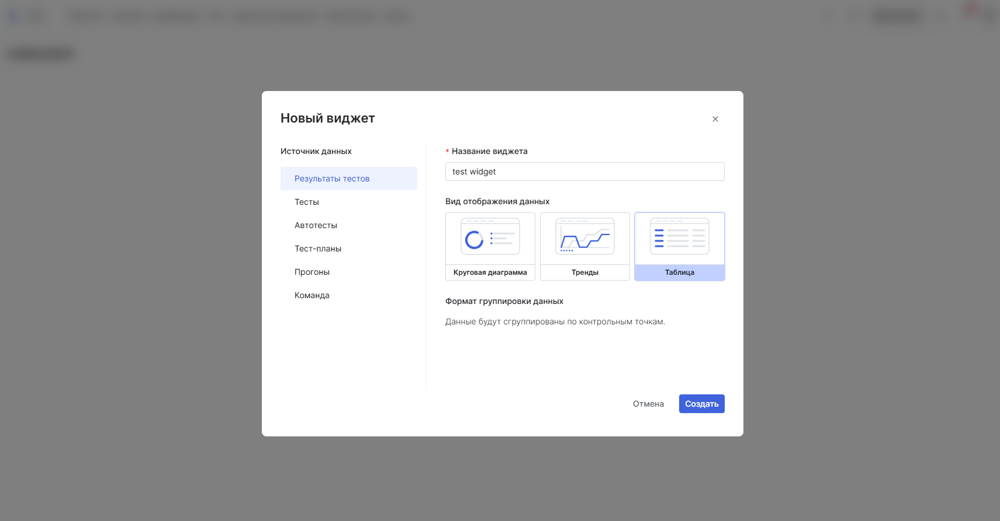 Новый виджет
Источник данных
Результаты тестов
Тесты
Автотесты
Тест-планы
Прогоны
Команда
* Название виджета
test widget
Вид отображения данных
Круговая диаграмма
Тренды
Таблица
Формат группировки данных
Данные будут сгруппированы по контрольным точкам.
Отмена
Создать